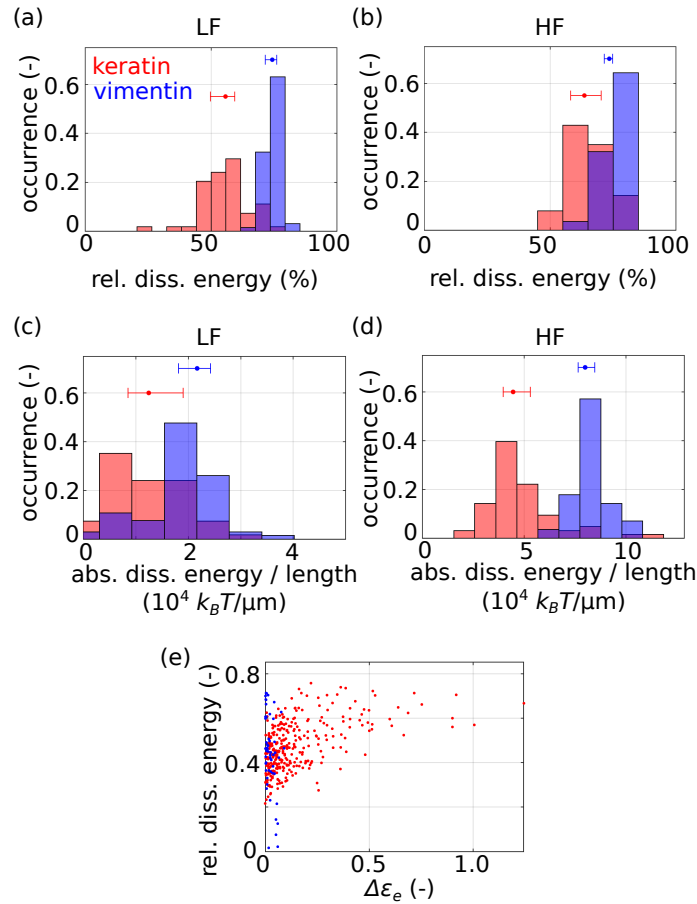 (a) LF
occurrence (-)
0.6
0.4
0.2
0
keratin
vimentin
0 50 100
rel. diss. energy (%)
(b) HF
occurrence (-)
0.6
0.4
0.2
0
0 50 100
rel. diss. energy (%)
(c) LF
occurrence (-)
0.6
0.4
0.2
0
0 2 4
abs. diss. energy / length
(10⁴ k_BT/µm)
(d) HF
occurrence (-)
0.6
0.4
0.2
0
0 5 10
abs. diss. energy / length
(10⁴ k_BT/µm)
(e)
rel. diss. energy (-)
0.8
0.4
0
0 0.5 1.0
Δε_e (-)